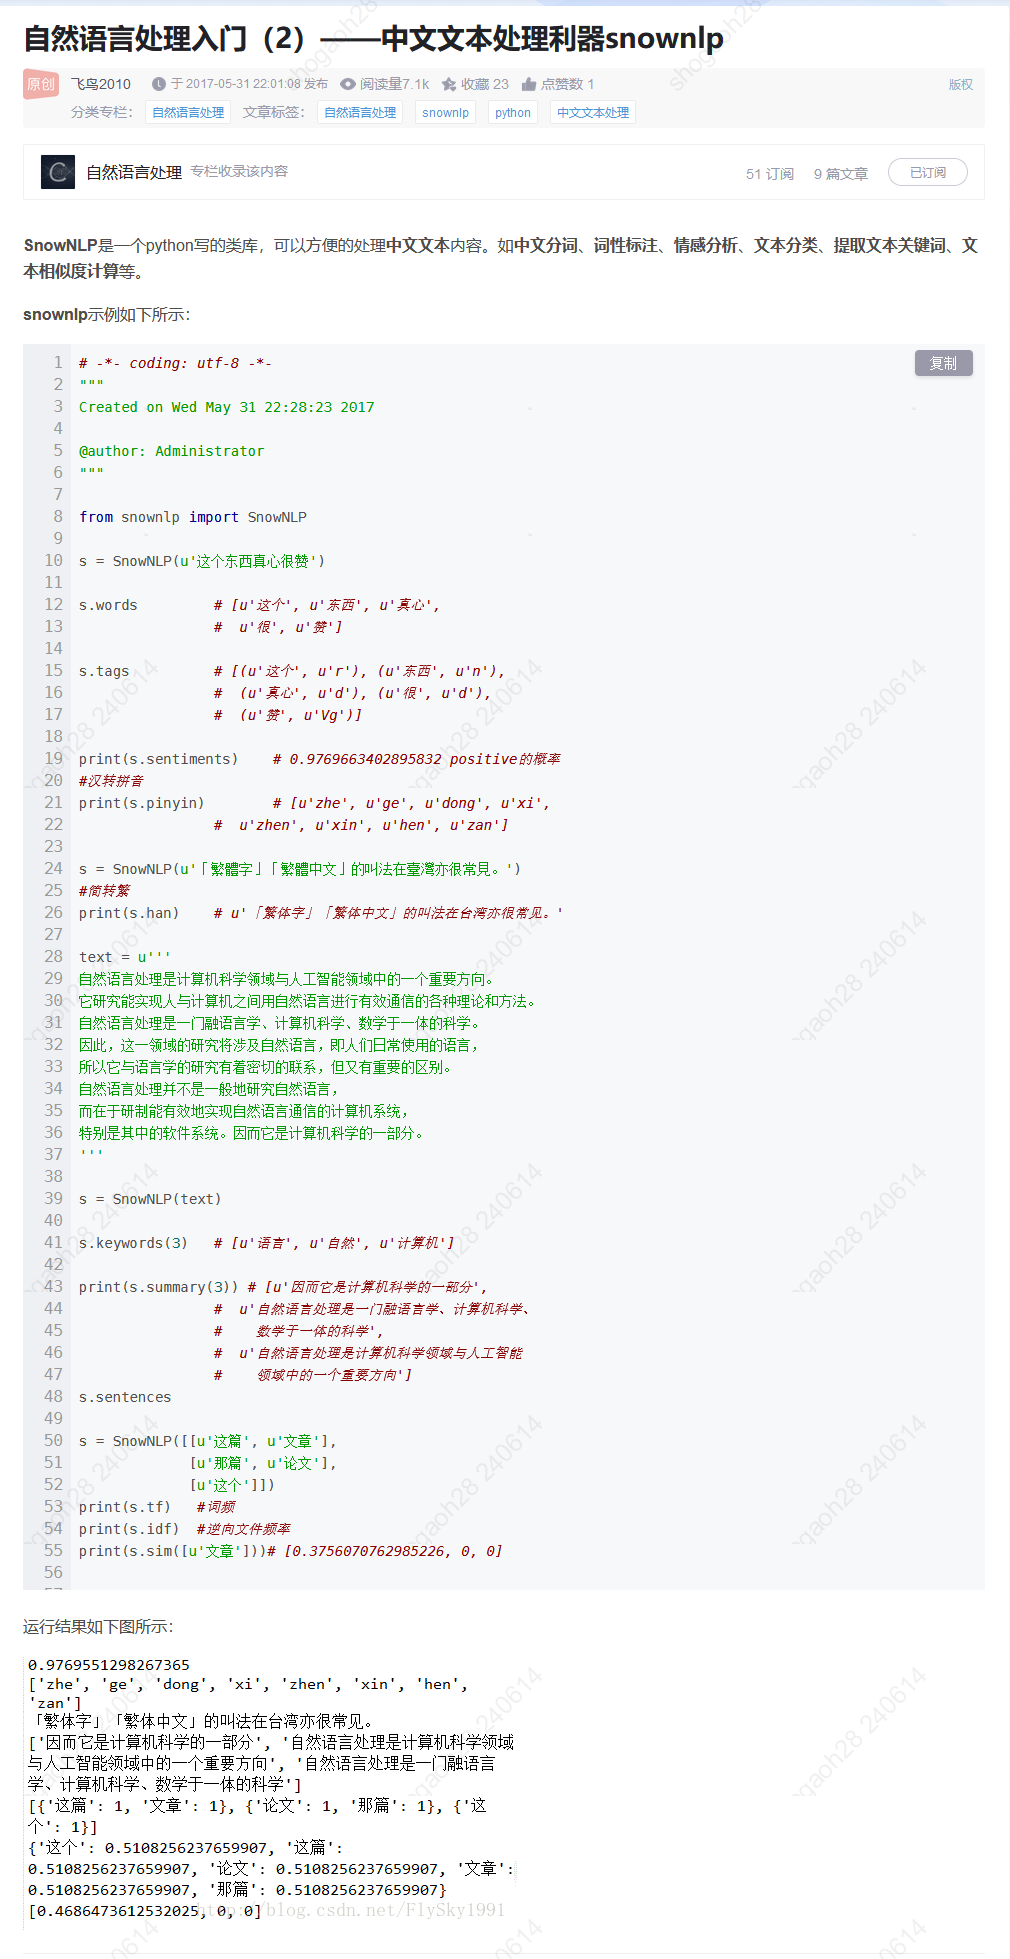 自然语言处理入门（2）——中文文本处理利器snownlp
原创 飞鸟2010 于 2017-05-31 22:01:08 发布 阅读量7.1k 收藏 23 点赞数 1 版权
分类专栏： 自然语言处理 文章标签： 自然语言处理 snownlp python 中文文本处理
自然语言处理 专栏收录该内容 51 订阅 9 篇文章 已订阅
SnowNLP是一个python写的类库，可以方便的处理中文文本内容。如中文分词、词性标注、情感分析、文本分类、提取文本关键词、文
本相似度计算等。
snownlp示例如下所示：
复制
1 # -*- coding: utf-8 -*-
2 """
3 Created on Wed May 31 22:28:23 2017
4
5 @author: Administrator
6 """
7
8 from snownlp import SnowNLP
9
10 s = SnowNLP(u'这个东西真心很赞')
11
12 s.words         # [u'这个', u'东西', u'真心',
13                 #  u'很', u'赞']
14
15 s.tags          # [(u'这个', u'r'), (u'东西', u'n'),
16                 #  (u'真心', u'd'), (u'很', u'd'),
17                 #  (u'赞', u'Vg')]
18
19 print(s.sentiments)    # 0.9769663402895832 positive的概率
20 #汉转拼音
21 print(s.pinyin)        # [u'zhe', u'ge', u'dong', u'xi',
22                 #  u'zhen', u'xin', u'hen', u'zan']
23
24 s = SnowNLP(u'「繁體字」「繁體中文」的叫法在臺灣亦很常見。')
25 #简转繁
26 print(s.han)    # u'「繁体字」「繁体中文」的叫法在台湾亦很常见。'
27
28 text = u'''
29 自然语言处理是计算机科学领域与人工智能领域中的一个重要方向。
30 它研究能实现人与计算机之间用自然语言进行有效通信的各种理论和方法。
31 自然语言处理是一门融语言学、计算机科学、数学于一体的科学。
32 因此，这一领域的研究将涉及自然语言，即人们日常使用的语言，
33 所以它与语言学的研究有着密切的联系，但又有重要的区别。
34 自然语言处理并不是一般地研究自然语言，
35 而在于研制能有效地实现自然语言通信的计算机系统，
36 特别是其中的软件系统。因而它是计算机科学的一部分。
37 '''
38
39 s = SnowNLP(text)
40
41 s.keywords(3)   # [u'语言', u'自然', u'计算机']
42
43 print(s.summary(3)) # [u'因而它是计算机科学的一部分',
44                 #  u'自然语言处理是一门融语言学、计算机科学、
45                 #    数学于一体的科学',
46                 #  u'自然语言处理是计算机科学领域与人工智能
47                 #    领域中的一个重要方向']
48 s.sentences
49
50 s = SnowNLP([[u'这篇', u'文章'],
51              [u'那篇', u'论文'],
52              [u'这个']])
53 print(s.tf)   #词频
54 print(s.idf)  #逆向文件频率
55 print(s.sim([u'文章']))# [0.3756070762985226, 0, 0]
56
运行结果如下图所示：
0.9769551298267365
['zhe', 'ge', 'dong', 'xi', 'zhen', 'xin', 'hen',
'zan']
「繁体字」「繁体中文」的叫法在台湾亦很常见。
['因而它是计算机科学的一部分', '自然语言处理是计算机科学领域
与人工智能领域中的一个重要方向', '自然语言处理是一门融语言
学、计算机科学、数学于一体的科学']
[{'这篇': 1, '文章': 1}, {'论文': 1, '那篇': 1}, {'这
个': 1}]
{'这个': 0.5108256237659907, '这篇':
0.5108256237659907, '论文': 0.5108256237659907, '文章':
0.5108256237659907, '那篇': 0.5108256237659907}
[0.4686473612532025, 0, 0]
http://blog.csdn.net/FlySky1991